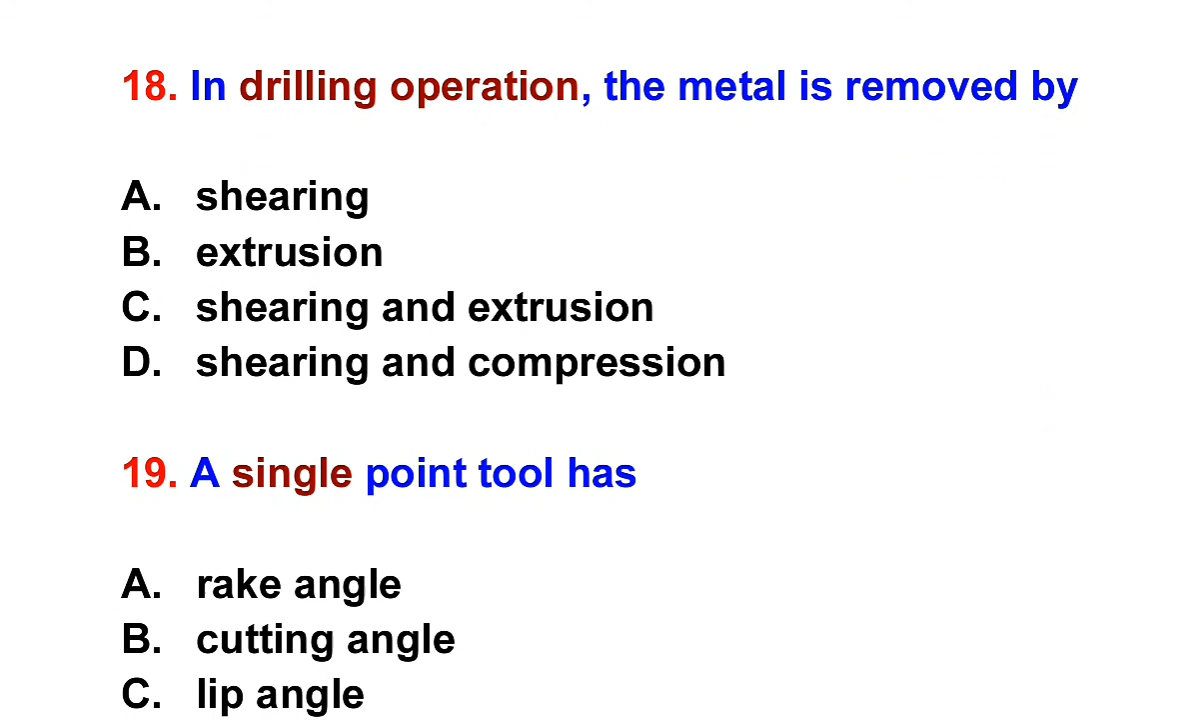 18. In drilling operation, the metal is removed by
A. shearing
B. extrusion
C. shearing and extrusion
D. shearing and compression
19. A single point tool has
A. rake angle
B. cutting angle
C. lip angle